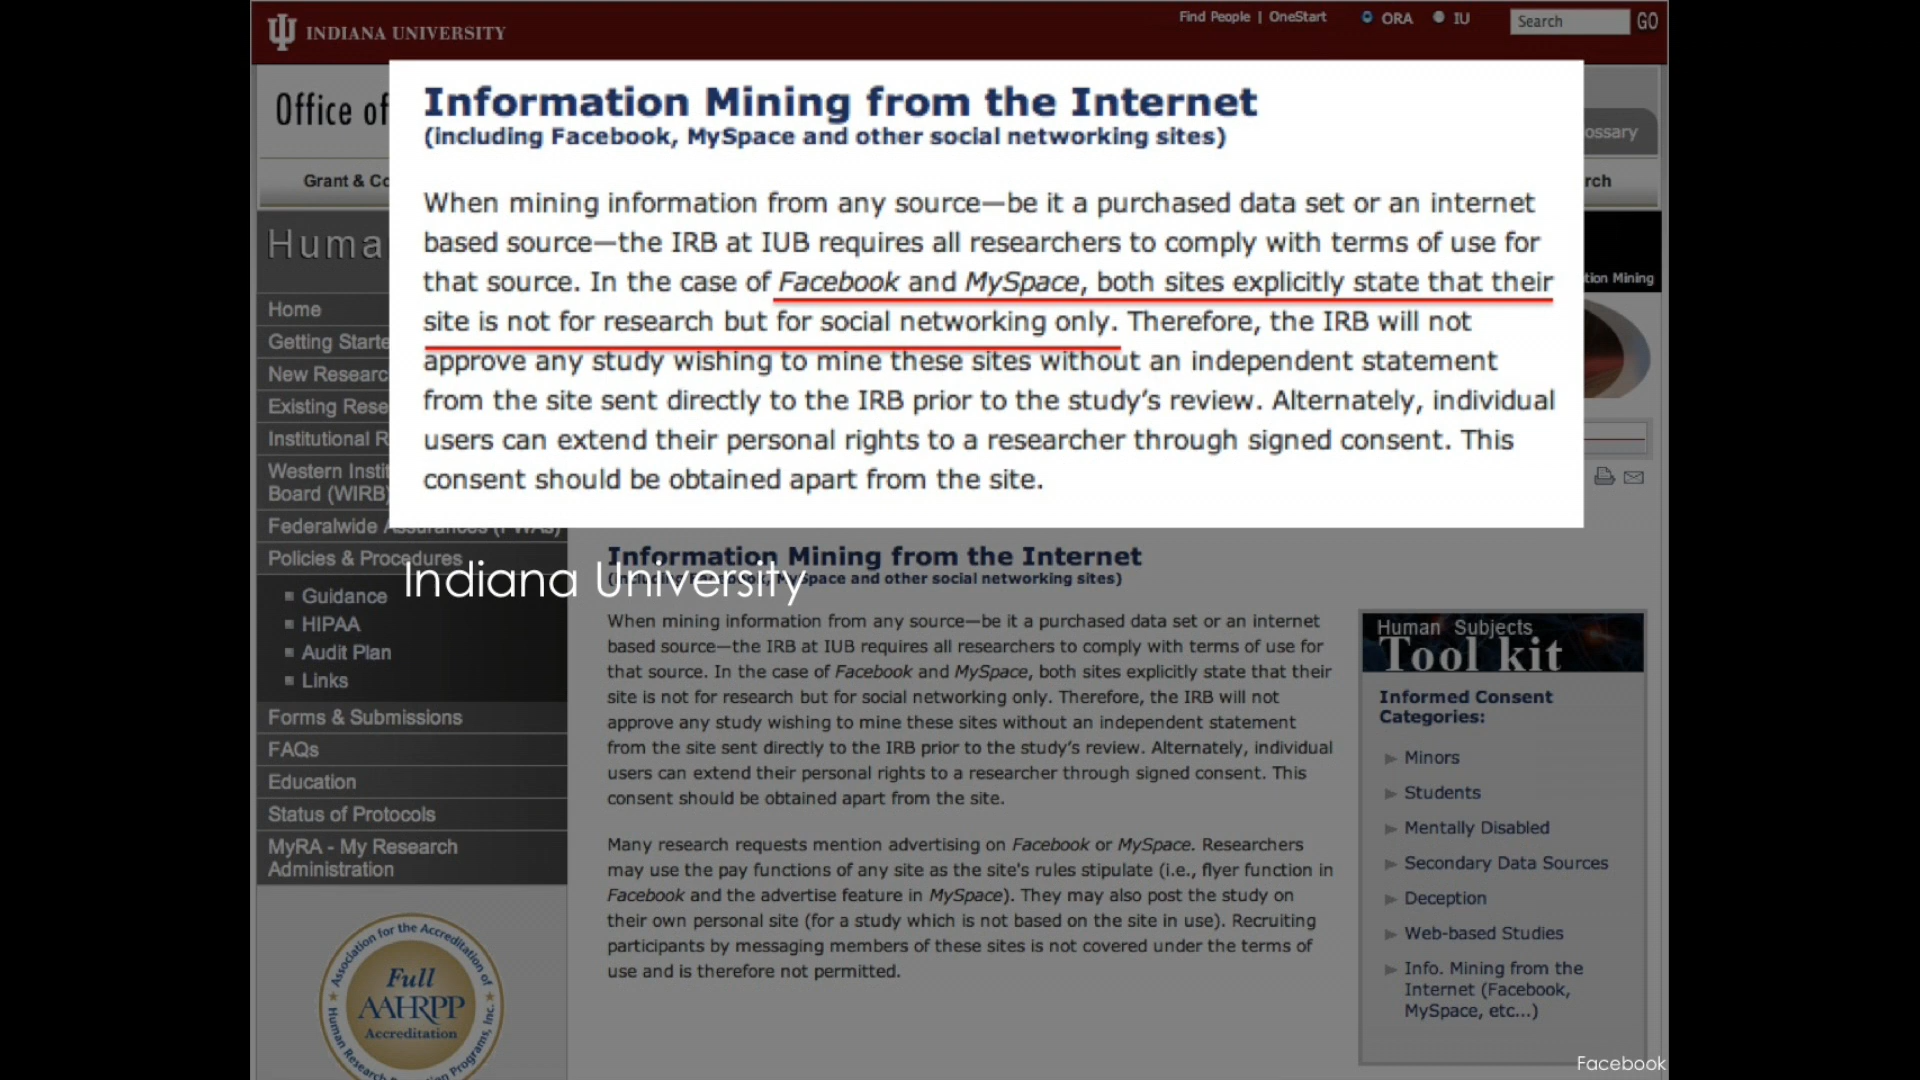 INDIANA UNIVERSITY
Find People | OneStart
ORA IU
Search GO
Office of
ossary
Information Mining from the Internet
(including Facebook, MySpace and other social networking sites)
When mining information from any source—be it a purchased data set or an internet
based source—the IRB at IUB requires all researchers to comply with terms of use for
that source. In the case of Facebook and MySpace, both sites explicitly state that their
site is not for research but for social networking only. Therefore, the IRB will not
approve any study wishing to mine these sites without an independent statement
from the site sent directly to the IRB prior to the study’s review. Alternately, individual
users can extend their personal rights to a researcher through signed consent. This
consent should be obtained apart from the site.
Grant & Co
rch
Huma
tion Mining
Home
Getting Starte
New Researc
Existing Rese
Institutional R
Western Instit
Board (WIRB)
Federalwide Assurances (FWAs)
Policies & Procedures
Guidance
HIPAA
Audit Plan
Links
Forms & Submissions
FAQs
Education
Status of Protocols
MyRA - My Research
Administration
Indiana University
Information Mining from the Internet
(including Facebook, MySpace and other social networking sites)
When mining information from any source—be it a purchased data set or an internet
based source—the IRB at IUB requires all researchers to comply with terms of use for
that source. In the case of Facebook and MySpace, both sites explicitly state that their
site is not for research but for social networking only. Therefore, the IRB will not
approve any study wishing to mine these sites without an independent statement
from the site sent directly to the IRB prior to the study’s review. Alternately, individual
users can extend their personal rights to a researcher through signed consent. This
consent should be obtained apart from the site.
Many research requests mention advertising on Facebook or MySpace. Researchers
may use the pay functions of any site as the site's rules stipulate (i.e., flyer function in
Facebook and the advertise feature in MySpace). They may also post the study on
their own personal site (for a study which is not based on the site in use). Recruiting
participants by messaging members of these sites is not covered under the terms of
use and is therefore not permitted.
Human Subjects
Tool kit
Informed Consent
Categories:
Minors
Students
Mentally Disabled
Secondary Data Sources
Deception
Web-based Studies
Info. Mining from the
Internet (Facebook,
MySpace, etc...)
Association for the Accreditation of
Human Research Protection Programs, Inc.
Full
AAHRPP
Accreditation
Facebook